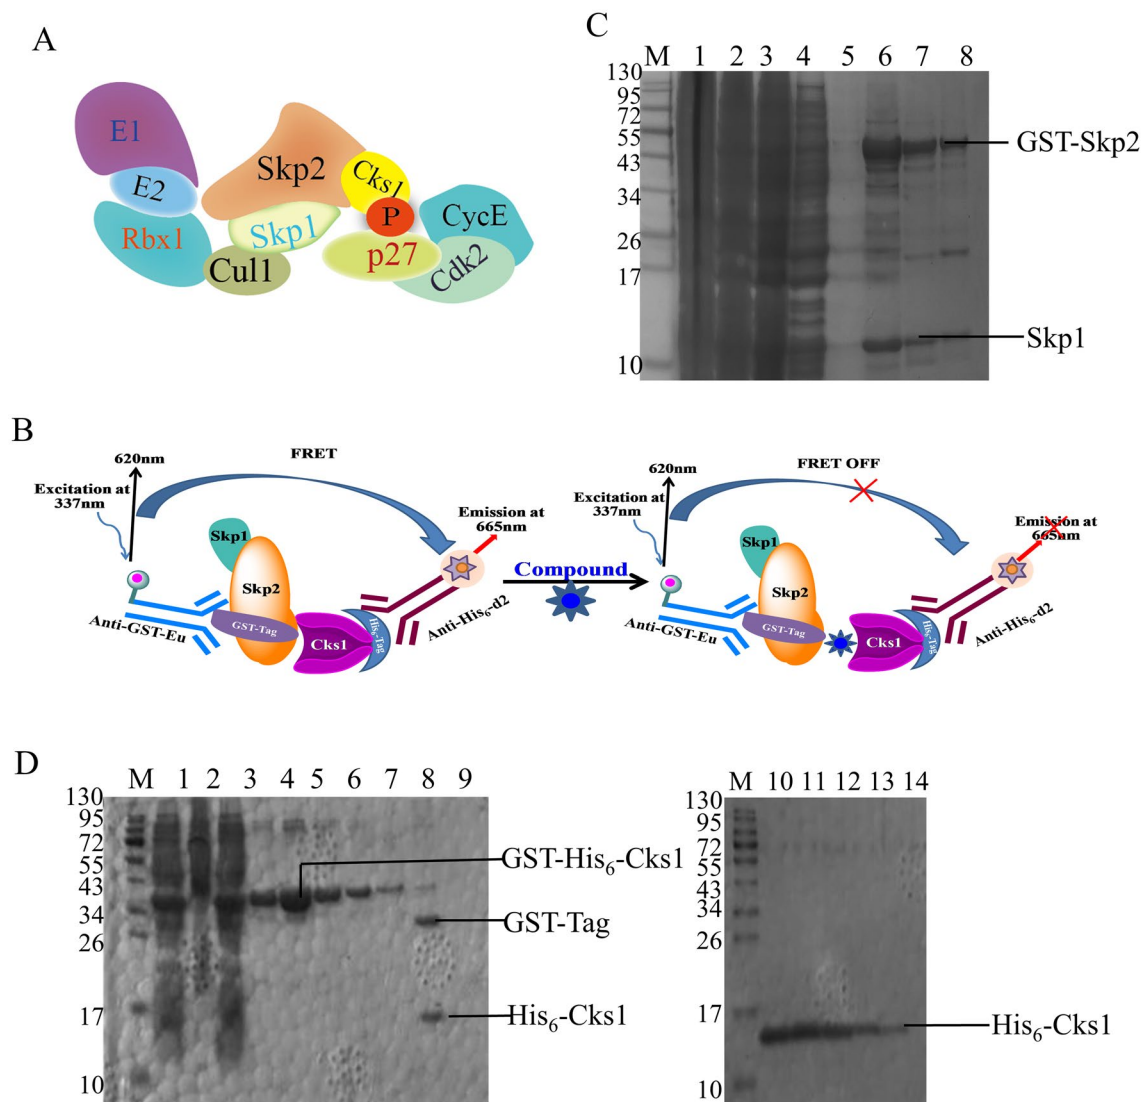 A
E1
E2
Rbx1
Cul1
Skp2
Skp1
Cks1
P
p27
CycE
Cdk2
C
M 1 2 3 4 5 6 7 8
130
95
72
55
43
34
26
17
10
GST-Skp2
Skp1
B
620nm
Excitation at
337nm
FRET
Emission at
665nm
Skp1
Skp2
GST-Tag
Anti-GST-Eu
Cks1
His6-Tag
Anti-His6-d2
Compound
620nm
Excitation at
337nm
FRET OFF
Emission at
665nm
Skp1
Skp2
GST-Tag
Anti-GST-Eu
Cks1
His6-Tag
Anti-His6-d2
D
M 1 2 3 4 5 6 7 8 9
130
95
72
55
43
34
26
17
10
GST-His6-Cks1
GST-Tag
His6-Cks1
M 10 11 12 13 14
130
95
72
55
43
34
26
17
10
His6-Cks1